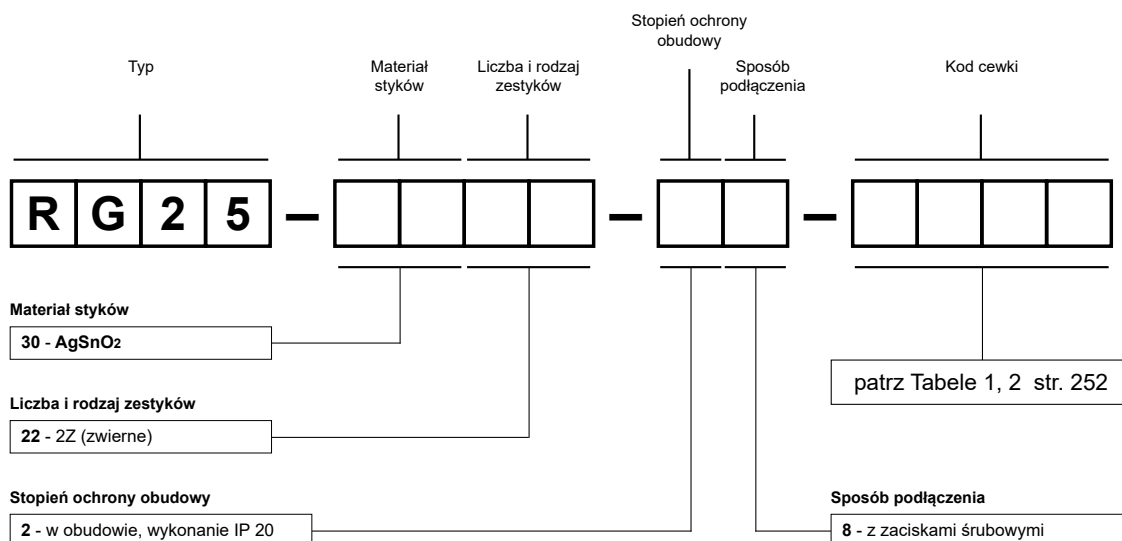 Typ
Materiał
styków
Liczba i rodzaj
zestyków
Stopień ochrony
obudowy
Sposób
podłączenia
Kod cewki
R G 2 5 – – –
Materiał styków
30 - AgSnO2
Liczba i rodzaj zestyków
22 - 2Z (zwierne)
Stopień ochrony obudowy
2 - w obudowie, wykonanie IP 20
patrz Tabele 1, 2 str. 252
Sposób podłączenia
8 - z zaciskami śrubowymi